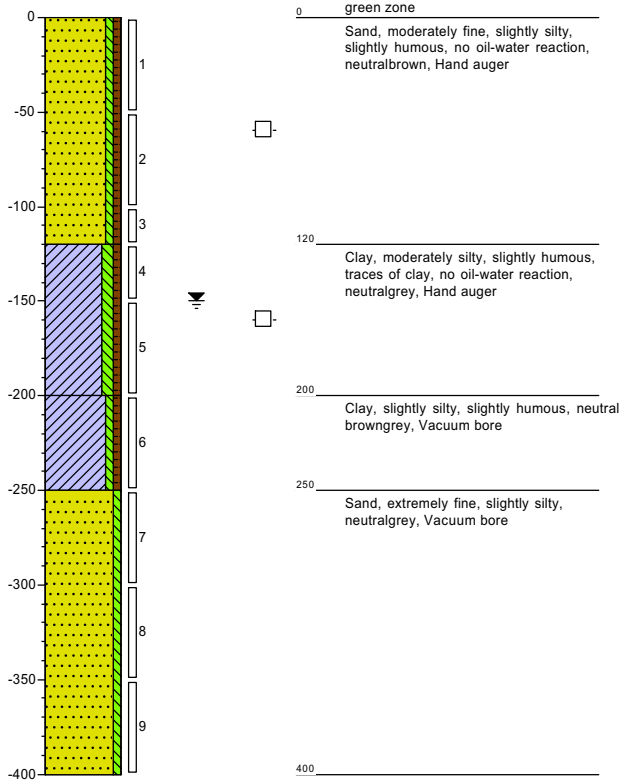 green zone
0
0
Sand, moderately fine, slightly silty,
slightly humous, no oil-water reaction,
neutralbrown, Hand auger
1
-50
2
-100
3
120
Clay, moderately silty, slightly humous,
traces of clay, no oil-water reaction,
neutralgrey, Hand auger
4
-150
5
-200
200
Clay, slightly silty, slightly humous, neutral
browngrey, Vacuum bore
6
-250
250
Sand, extremely fine, slightly silty,
neutralgrey, Vacuum bore
7
-300
8
-350
9
-400
400